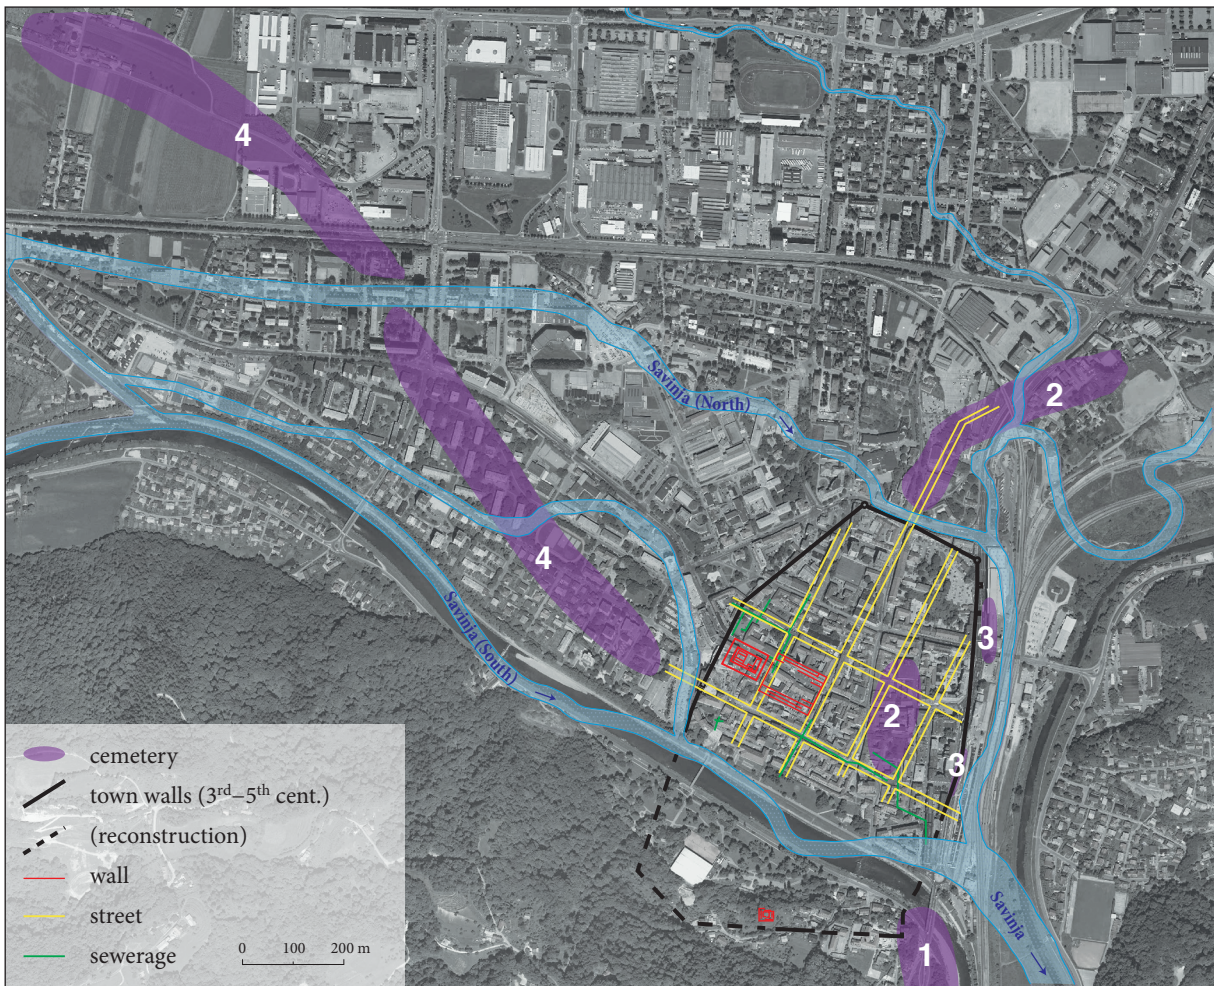 4
2
Savinja (North)
4
Savinja (South)
3
2
3
1
Savinja
cemetery
town walls (3rd–5th cent.)
(reconstruction)
wall
street
sewerage
0 100 200 m